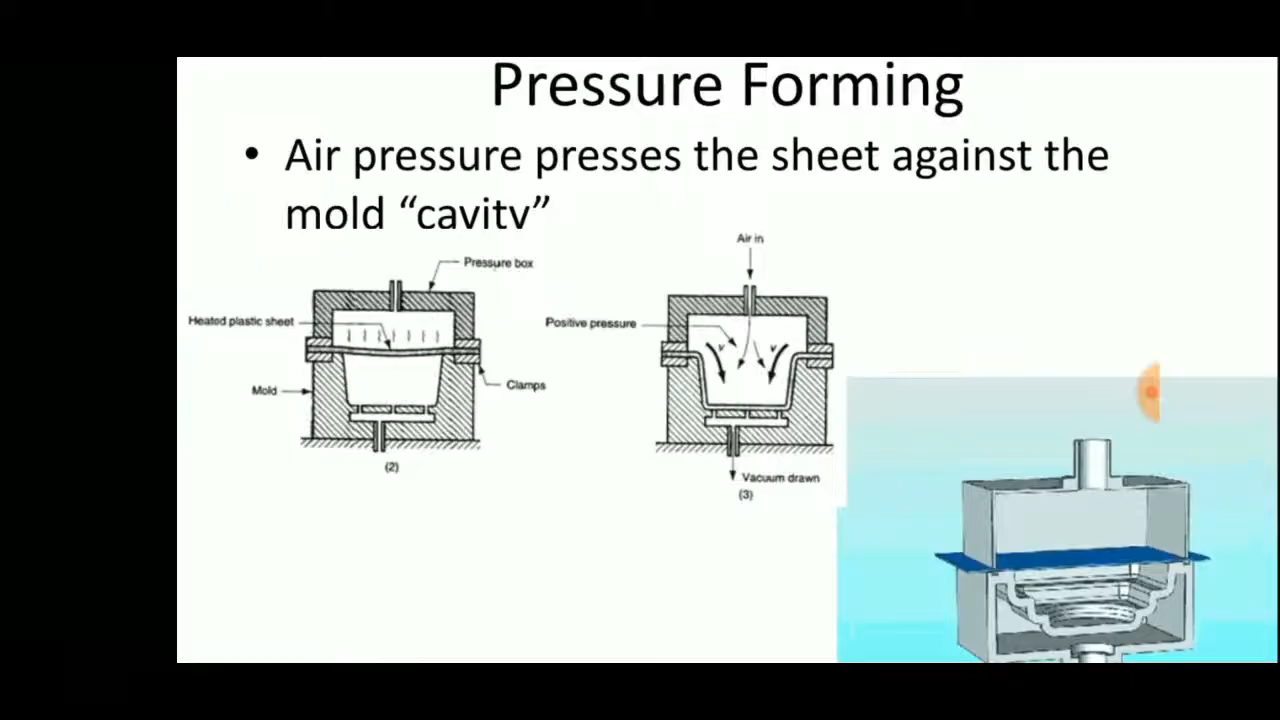 Pressure Forming
• Air pressure presses the sheet against the
mold “cavity”
Pressure box
Heated plastic sheet
Mold
Clamps
(2)
Air in
Positive pressure
v
v
Vacuum drawn
(3)